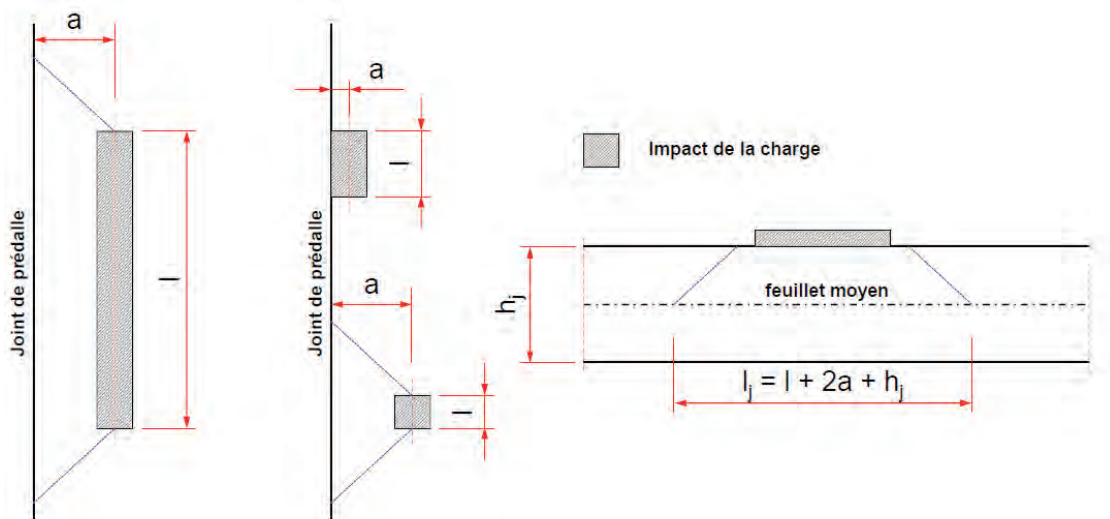 a
l
Joint de prédalle
a
l
Joint de prédalle
a
l
Impact de la charge
feuillet moyen
hj
lj = l + 2a + hj